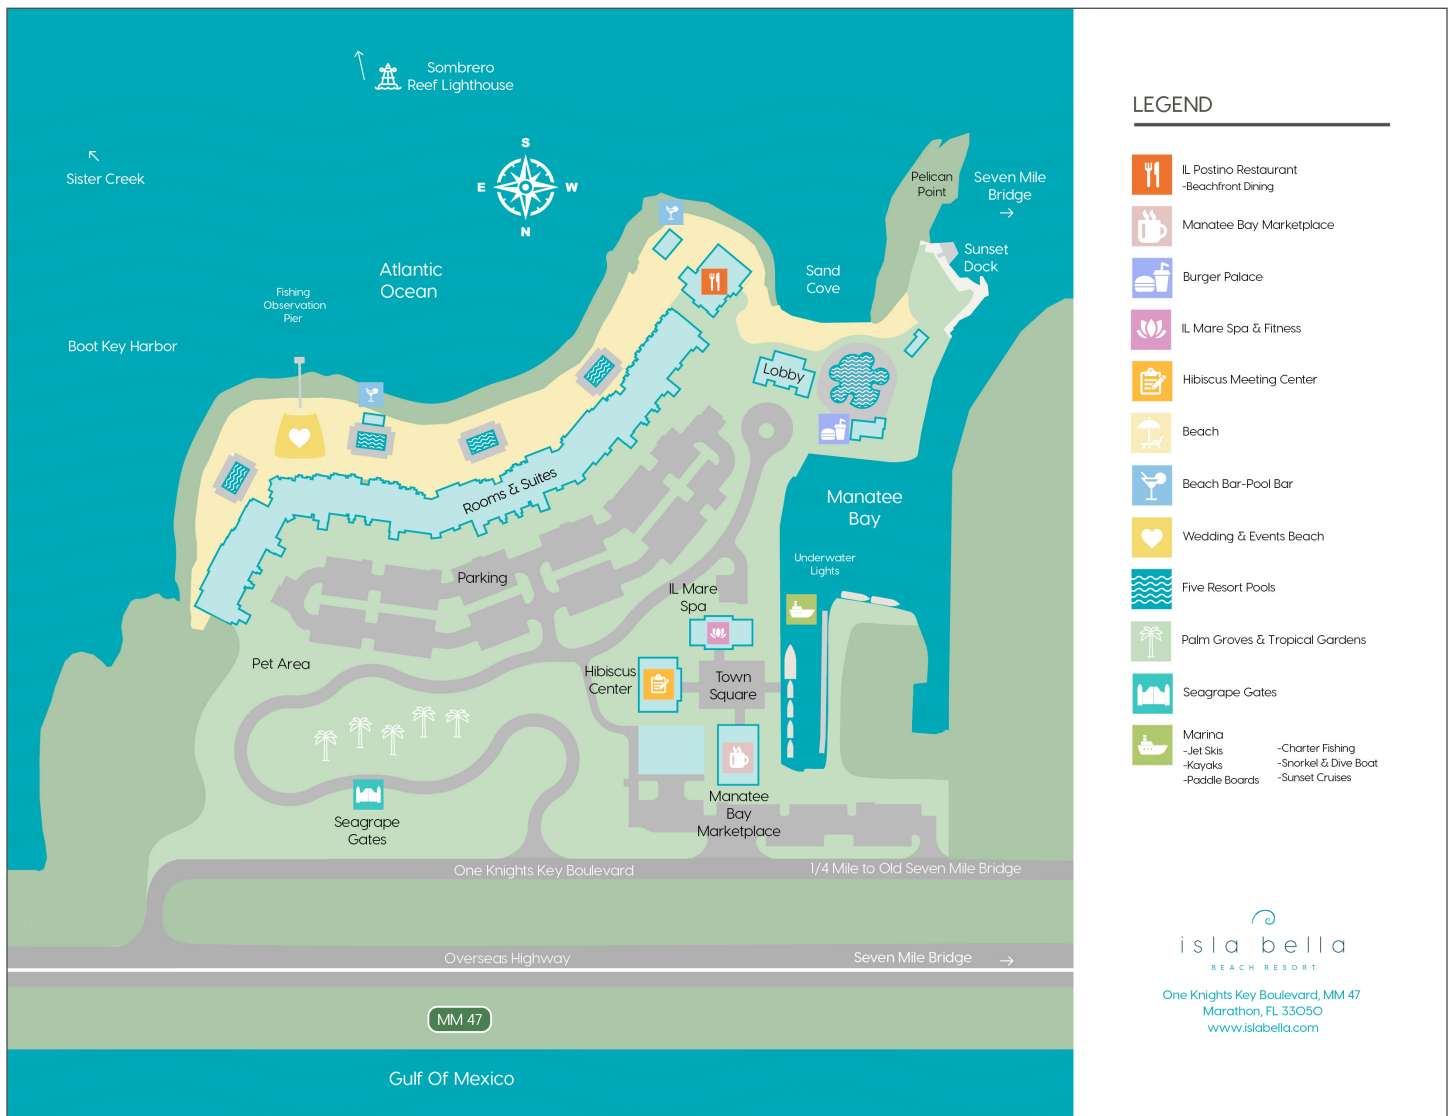 Sombrero
Reef Lighthouse
Sister Creek
S
E
W
N
Pelican
Point
Seven Mile
Bridge
Sunset
Dock
Atlantic
Ocean
Sand
Cove
Fishing
Observation
Pier
Boot Key Harbor
Lobby
Rooms & Suites
Manatee
Bay
Underwater
Lights
Parking
IL Mare
Spa
Pet Area
Hibiscus
Center
Town
Square
Manatee
Bay
Marketplace
Seagrape
Gates
One Knights Key Boulevard
1/4 Mile to Old Seven Mile Bridge
Overseas Highway
Seven Mile Bridge
MM 47
Gulf Of Mexico
LEGEND
IL Postino Restaurant
-Beachfront Dining
Manatee Bay Marketplace
Burger Palace
IL Mare Spa & Fitness
Hibiscus Meeting Center
Beach
Beach Bar-Pool Bar
Wedding & Events Beach
Five Resort Pools
Palm Groves & Tropical Gardens
Seagrape Gates
Marina
-Jet Skis
-Kayaks
-Paddle Boards
-Charter Fishing
-Snorkel & Dive Boat
-Sunset Cruises
isla bella
BEACH RESORT
One Knights Key Boulevard, MM 47
Marathon, FL 33050
www.islabella.com